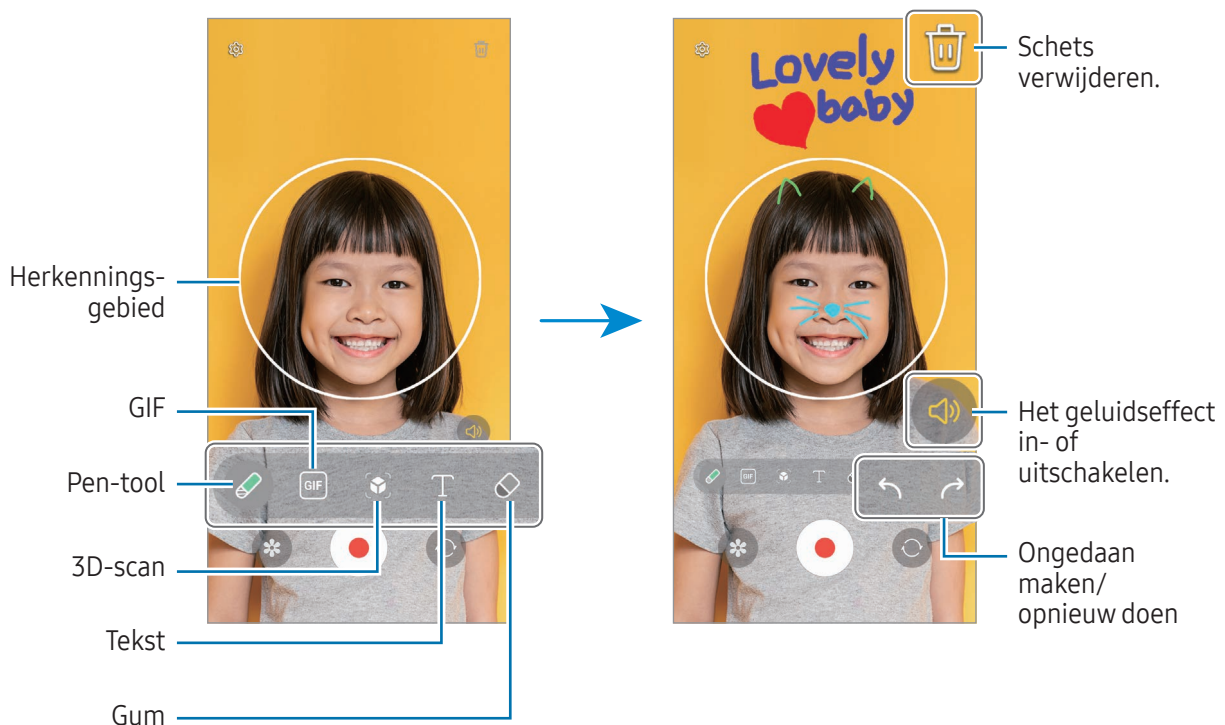 Herkennings-
gebied
GIF
Pen-tool
3D-scan
Tekst
Gum
GIF
Lovely
baby
GIF
Schets
verwijderen.
Het geluidseffect
in- of
uitschakelen.
Ongedaan
maken/
opnieuw doen